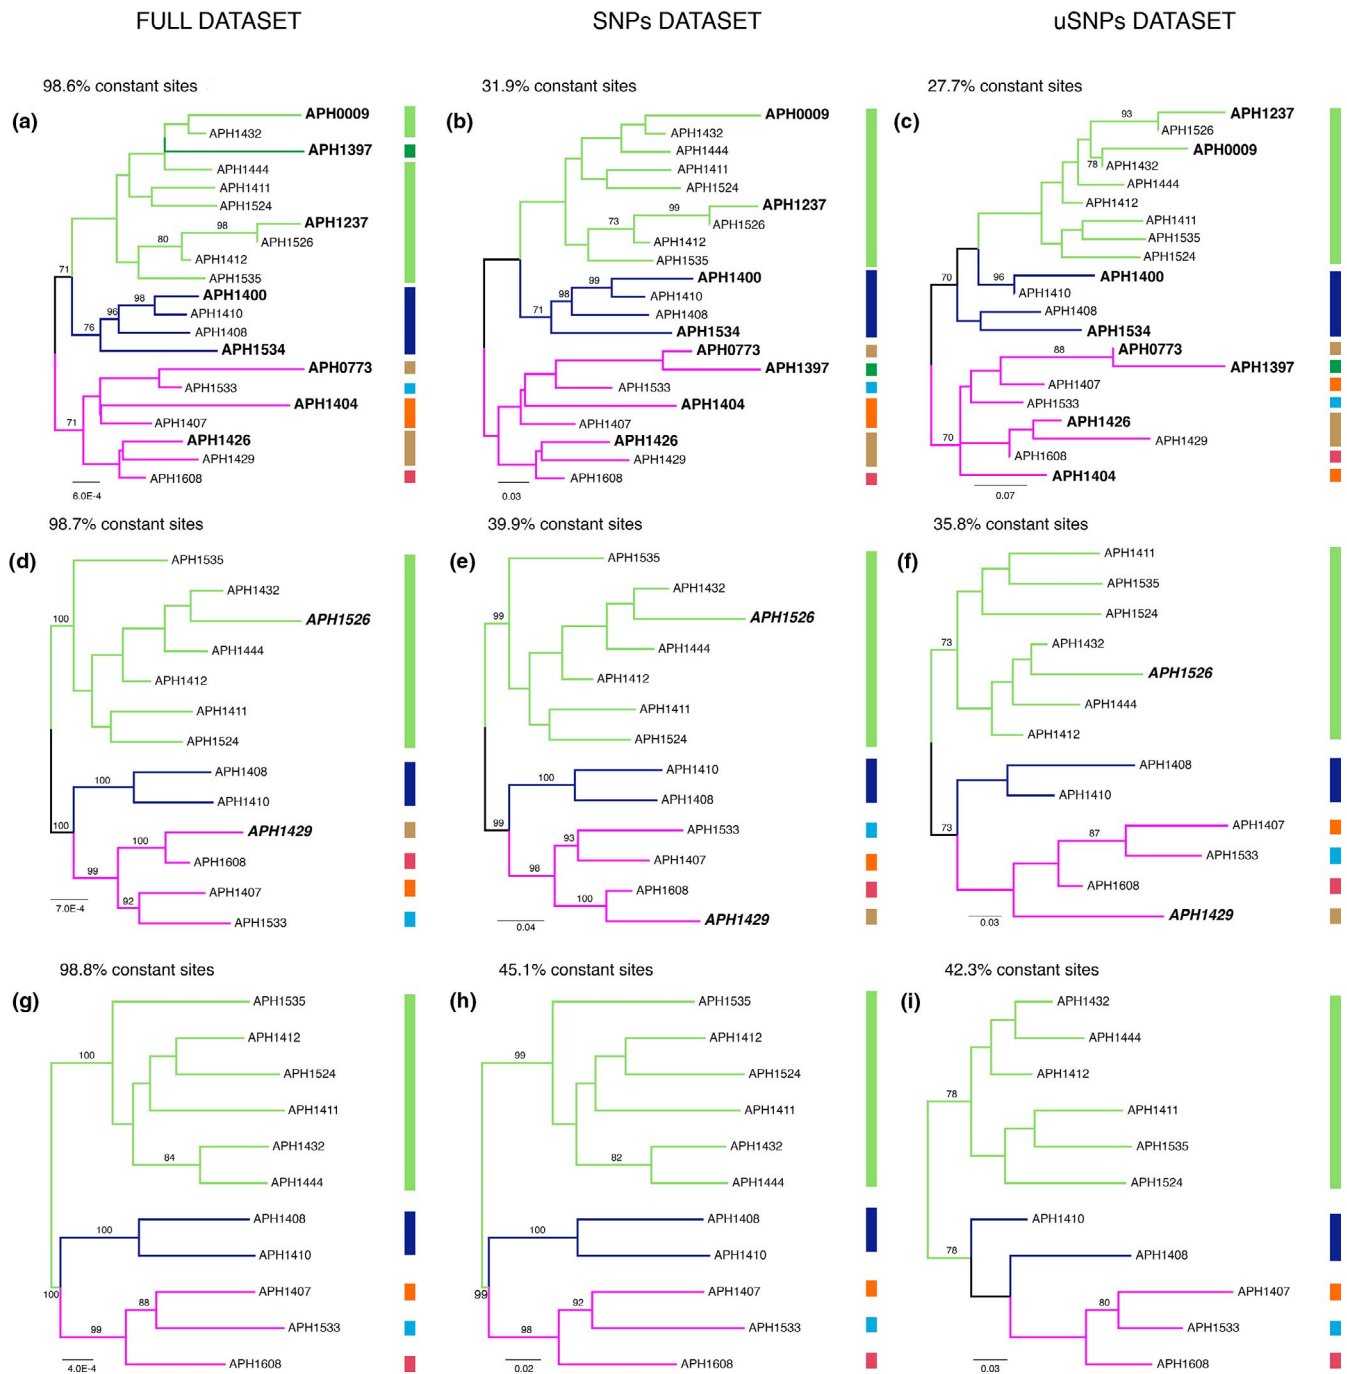 FULL DATASET
SNPs DATASET
uSNPs DATASET
98.6% constant sites
(a)
APH0009
APH1432
APH1397
APH1444
APH1411
APH1524
98
APH1237
APH1526
80
APH1412
APH1535
71
98
APH1400
96
APH1410
76
APH1408
APH1534
APH0773
APH1533
APH1404
71
APH1407
APH1426
APH1429
APH1608
6.0E-4
31.9% constant sites
(b)
APH0009
APH1432
APH1444
APH1411
APH1524
99
APH1237
73
APH1526
APH1412
APH1535
99
APH1400
98
APH1410
71
APH1408
APH1534
APH0773
APH1397
APH1533
APH1404
APH1407
APH1426
APH1429
APH1608
0.03
27.7% constant sites
(c)
93
APH1237
APH1526
APH0009
78
APH1432
APH1444
APH1412
APH1411
APH1535
APH1524
70
96
APH1400
APH1410
APH1408
APH1534
88
APH0773
APH1397
APH1407
APH1533
70
APH1426
APH1429
APH1608
APH1404
0.07
98.7% constant sites
(d)
APH1535
APH1432
100
APH1526
APH1444
APH1412
APH1411
APH1524
100
APH1408
APH1410
100
100
APH1429
APH1608
99
92
APH1407
APH1533
7.0E-4
39.9% constant sites
(e)
APH1535
APH1432
99
APH1526
APH1444
APH1412
APH1411
APH1524
100
APH1410
APH1408
99
93
APH1533
APH1407
98
100
APH1608
APH1429
0.04
35.8% constant sites
(f)
APH1411
APH1535
APH1524
73
APH1432
APH1526
APH1444
APH1412
APH1408
APH1410
73
87
APH1407
APH1533
APH1608
APH1429
0.03
98.8% constant sites
(g)
APH1535
100
APH1412
APH1524
APH1411
84
APH1432
APH1444
100
APH1408
APH1410
100
88
APH1407
99
APH1533
APH1608
4.0E-4
45.1% constant sites
(h)
APH1535
99
APH1412
APH1524
APH1411
82
APH1432
APH1444
100
APH1408
APH1410
99
92
APH1407
98
APH1533
APH1608
0.02
42.3% constant sites
(i)
APH1432
APH1444
APH1412
78
APH1411
APH1535
APH1524
78
APH1410
APH1408
80
APH1407
APH1533
APH1608
0.03